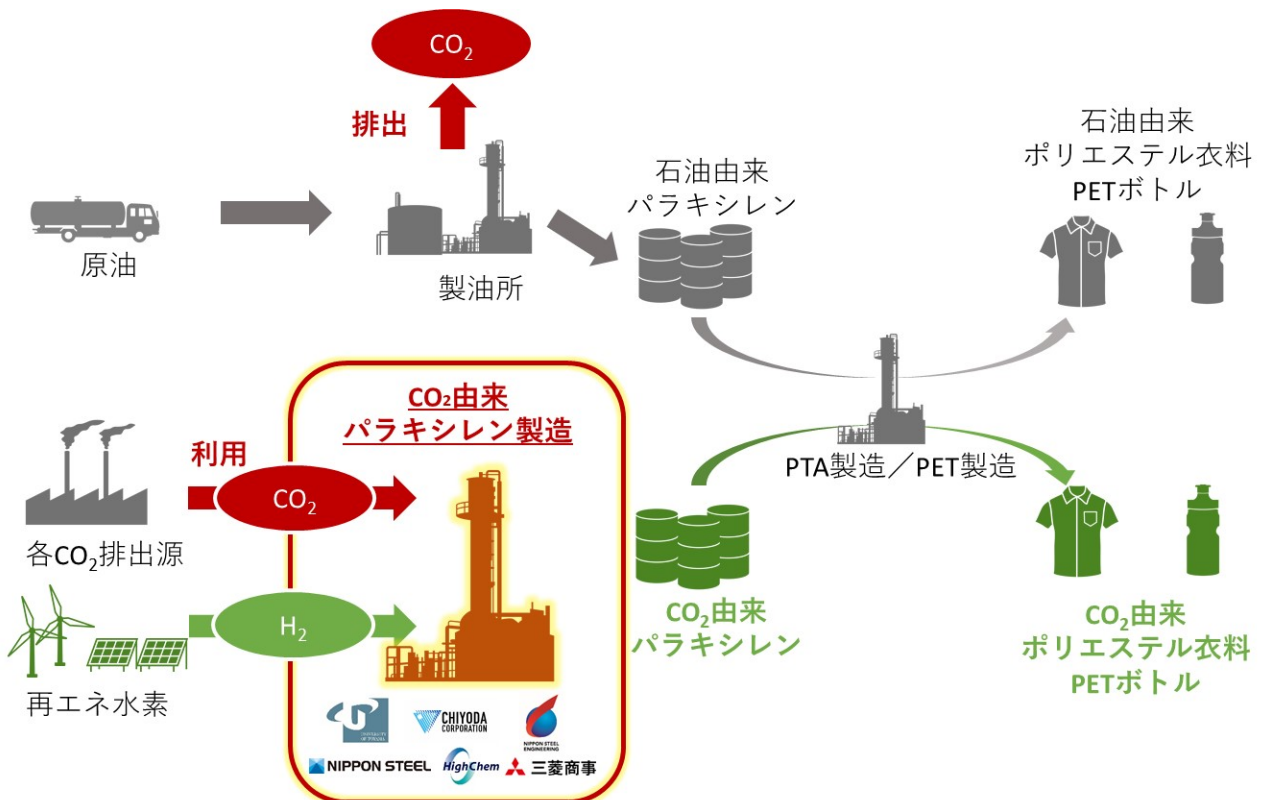 CO₂
排出
原油
製油所
石油由来
パラキシレン
石油由来
ポリエステル衣料
PETボトル
CO₂由来
パラキシレン製造
利用
CO₂
各CO₂排出源
H₂
再エネ水素
PTA製造／PET製造
CO₂由来
パラキシレン
CO₂由来
ポリエステル衣料
PETボトル
UNIVERSITY
OF TOYAMA
CHIYODA
CORPORATION
NIPPON STEEL
ENGINEERING
NIPPON STEEL
HighChem
三菱商事